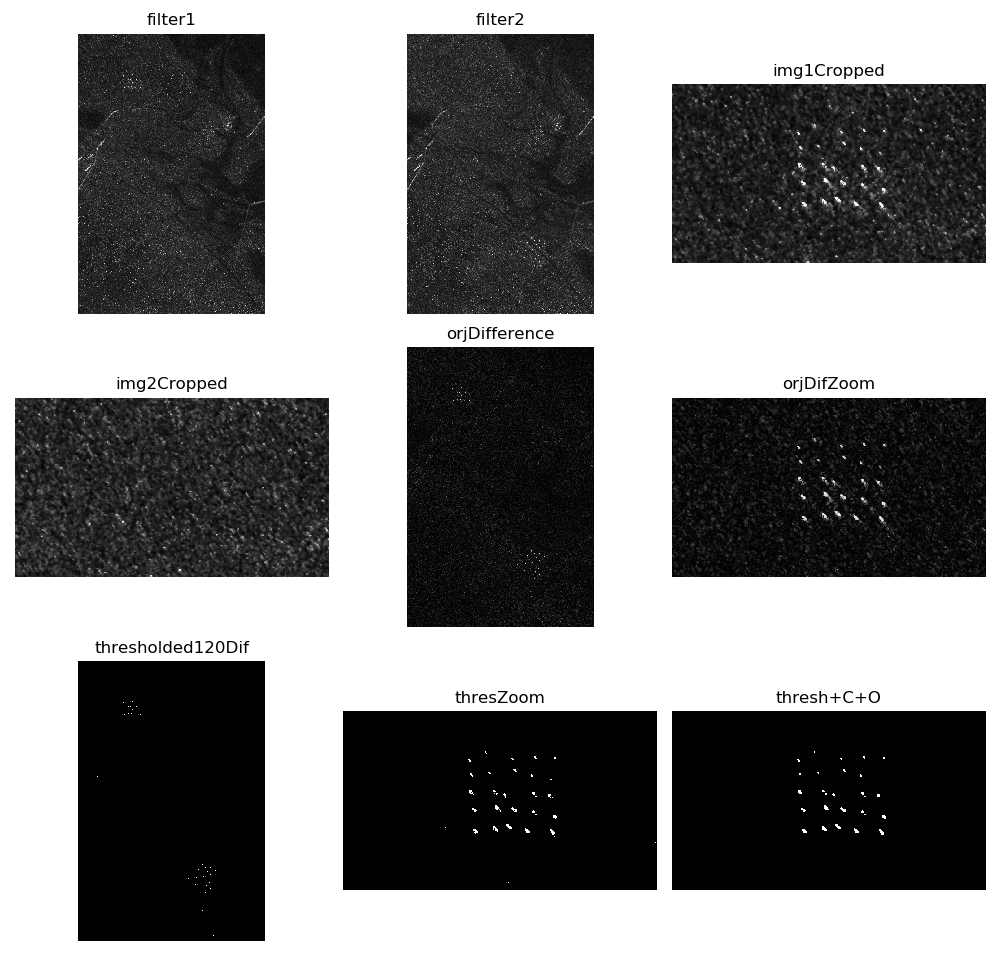 filter1
filter2
img1Cropped
img2Cropped
orjDifference
orjDifZoom
thresholded120Dif
thresZoom
thresh+C+O